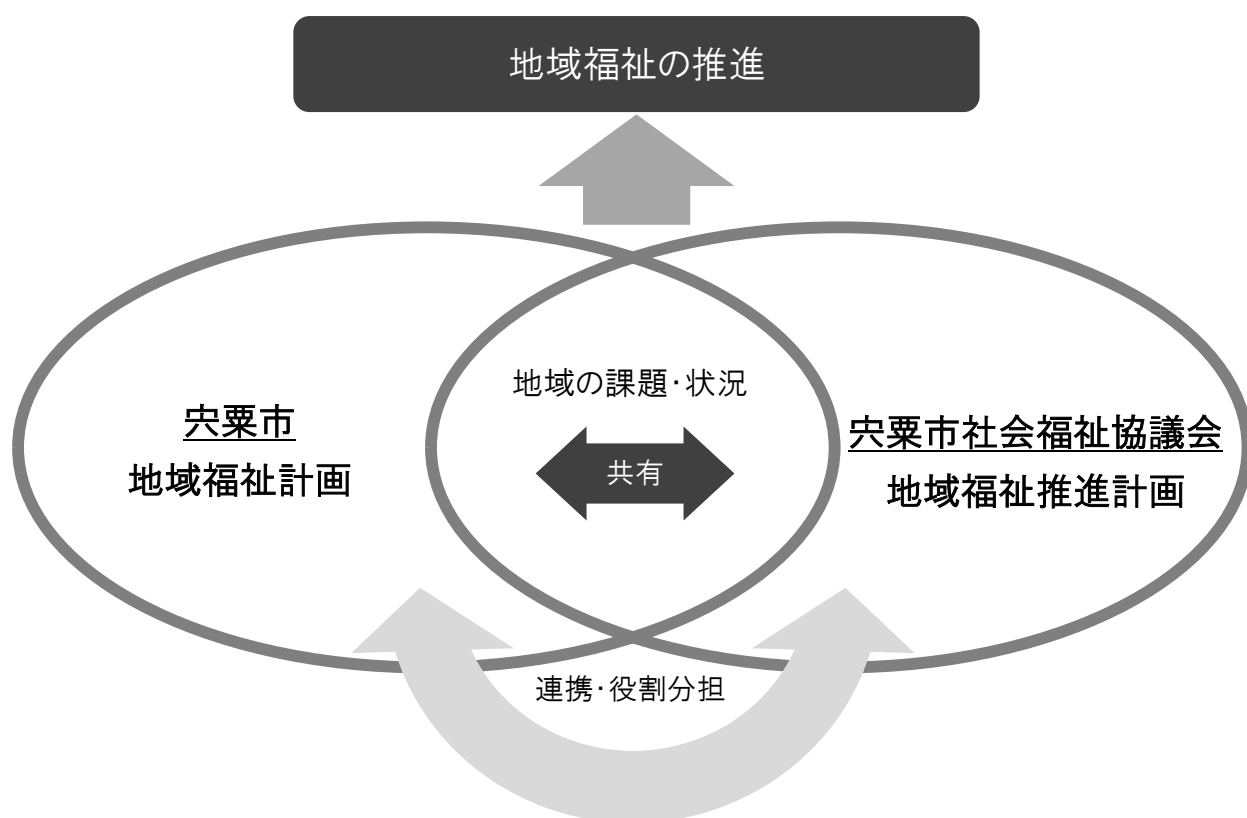 地域福祉の推進
地域の課題・状況
宍粟市
地域福祉計画
共有
宍粟市社会福祉協議会
地域福祉推進計画
連携・役割分担